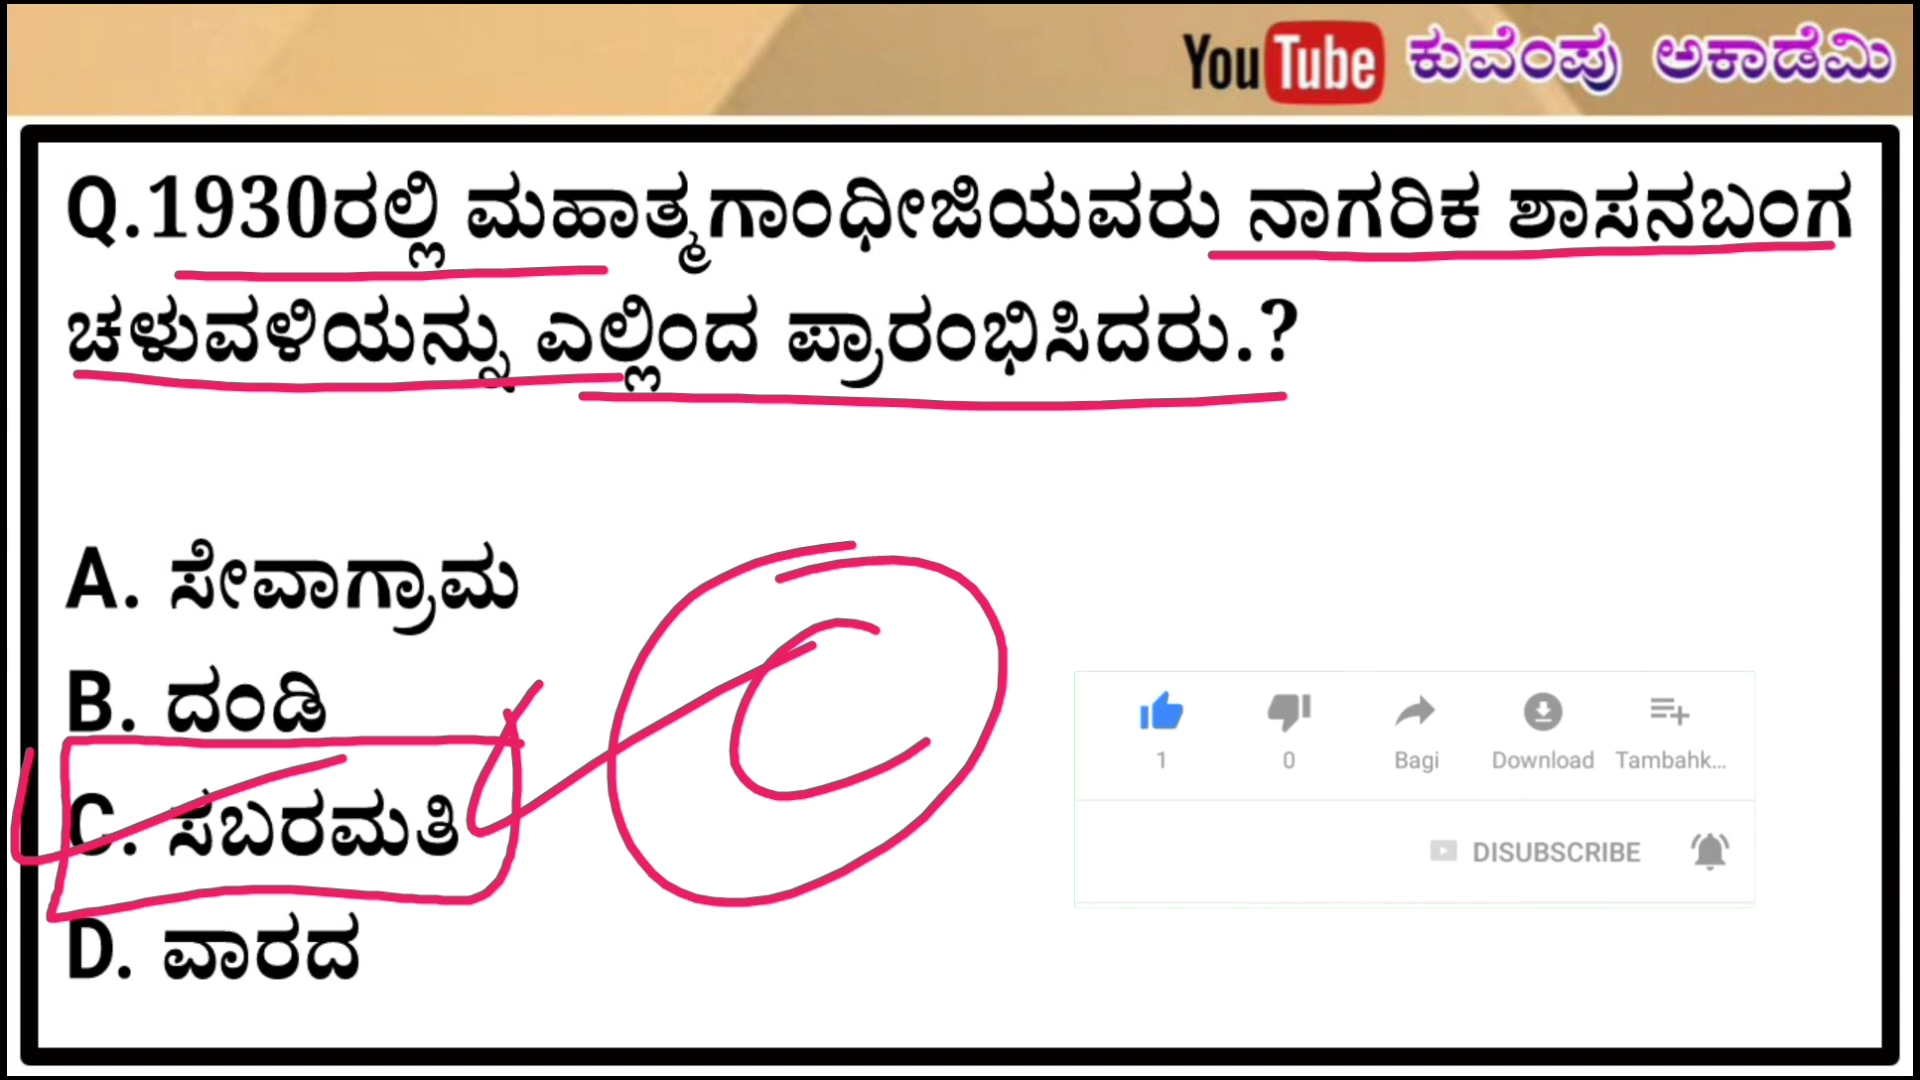 YouTube ಕುವೆಂಪು ಅಕಾಡೆಮಿ
Q.1930ರಲ್ಲಿ ಮಹಾತ್ಮಗಾಂಧೀಜಿಯವರು ನಾಗರಿಕ ಶಾಸನಬಂಗ
ಚಳುವಳಿಯನ್ನು ಎಲ್ಲಿಂದ ಪ್ರಾರಂಭಿಸಿದರು.?
A. ಸೇವಾಗ್ರಾಮ
B. ದಂಡಿ
C. ಸಬರಮತಿ
D. ವಾರದ
C
1 0 Bagi Download Tambahk...
DISUBSCRIBE